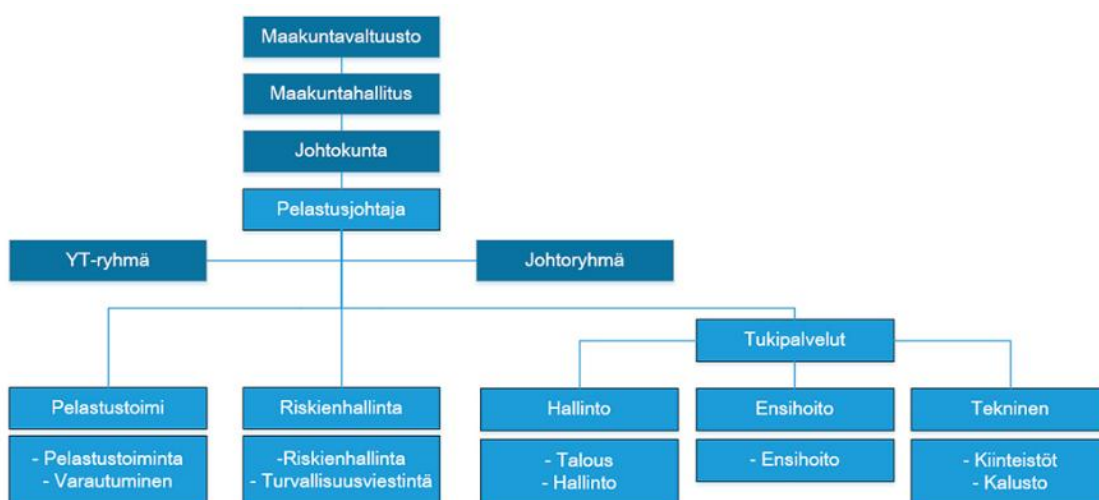 Maakuntavaltuusto
Maakuntahallitus
Johtokunta
Pelastusjohtaja
YT-ryhmä
Johtoryhmä
Tukipalvelut
Pelastustoimi
Riskienhallinta
Hallinto
Ensihoito
Tekninen
- Pelastustoiminta
- Varautuminen
-Riskienhallinta
- Turvallisuusviestintä
- Talous
- Hallinto
- Ensihoito
- Kiinteistöt
- Kalusto